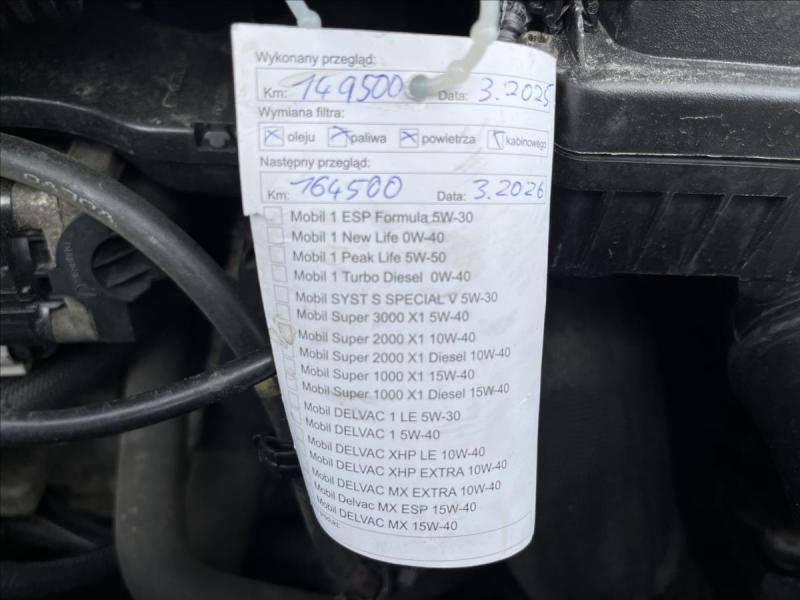 Wykonany przegląd:
Km: 149500 Data: 3.2025
Wymiana filtra:
oleju paliwa powietrza kabinowego
Następny przegląd:
Km: 164500 Data: 3.2026
Mobil 1 ESP Formula 5W-30
Mobil 1 New Life 0W-40
Mobil 1 Peak Life 5W-50
Mobil 1 Turbo Diesel 0W-40
Mobil SYST S SPECIAL V 5W-30
Mobil Super 3000 X1 5W-40
Mobil Super 2000 X1 10W-40
Mobil Super 2000 X1 Diesel 10W-40
Mobil Super 1000 X1 15W-40
Mobil Super 1000 X1 Diesel 15W-40
Mobil DELVAC 1 LE 5W-30
Mobil DELVAC 1 5W-40
Mobil DELVAC XHP LE 10W-40
Mobil DELVAC XHP EXTRA 10W-40
Mobil DELVAC MX EXTRA 10W-40
Mobil Delvac MX ESP 15W-40
Mobil DELVAC MX 15W-40